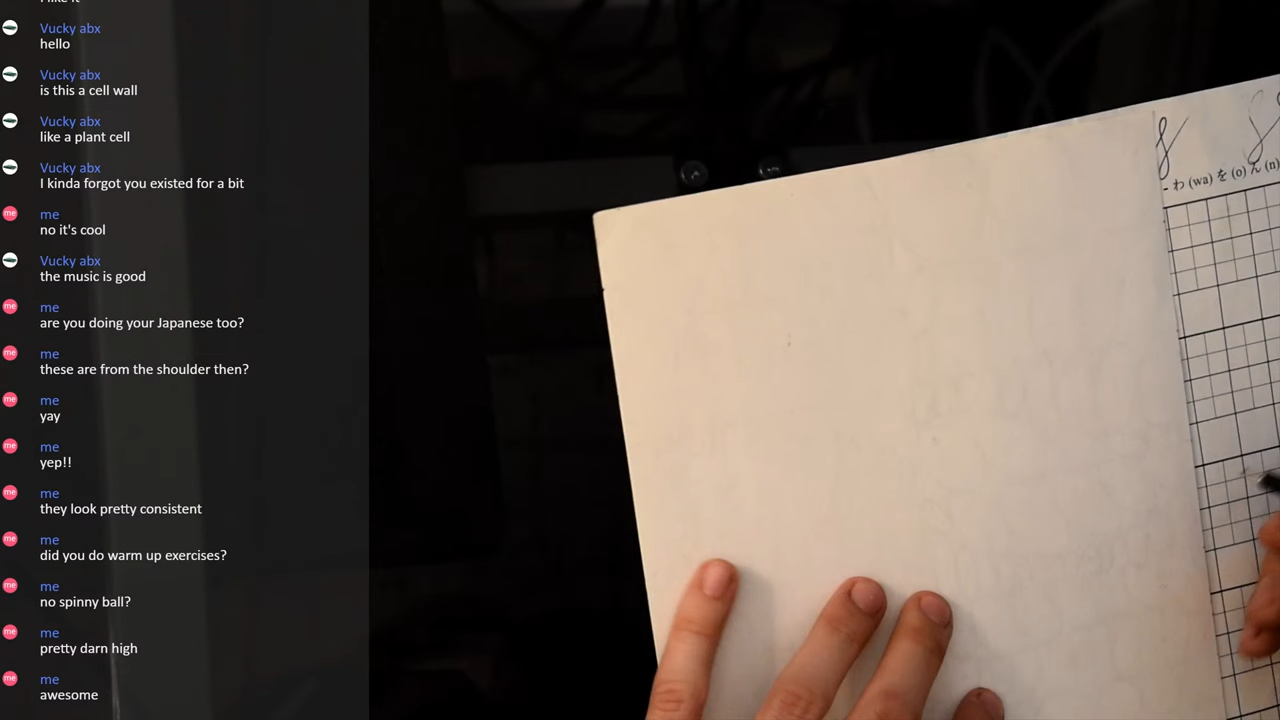 I like it
Vucky abx
hello
Vucky abx
is this a cell wall
Vucky abx
like a plant cell
Vucky abx
I kinda forgot you existed for a bit
me
no it's cool
Vucky abx
the music is good
me
are you doing your Japanese too?
me
these are from the shoulder then?
me
yay
me
yep!!
me
they look pretty consistent
me
did you do warm up exercises?
me
no spinny ball?
me
pretty darn high
me
awesome
8 8
- わ (wa) を (o) ん (n)